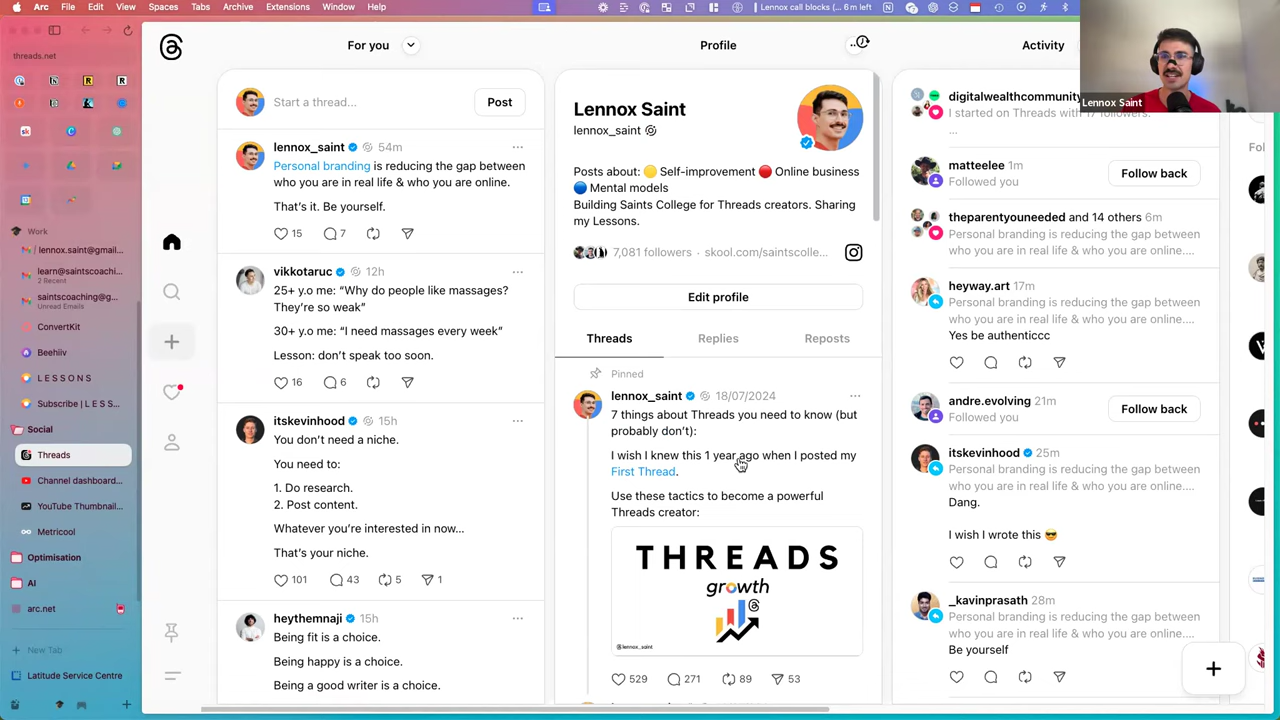 Arc File Edit View Spaces Tabs Archive Extensions Window Help
Lennox call blocks (... 6m left
threads.net
Work
/ lennox.saint@gmail...
learn@saintscoachin...
2 Recent
saintscoaching@g...
Unread Emails
ConvertKit
Beehiiv
L E S S O N S
Subscribe | L E S S...
Social
Threads
Channel dashboard...
YouTube Thumbnail...
Metricool
Optimisation
AI
arc.net
New Tab
Latitude Service Centre
For you
Start a thread...
Post
lennox_saint 54m
Personal branding is reducing the gap between
who you are in real life & who you are online.
That's it. Be yourself.
15 7
vikkotaruc 12h
25+ y.o me: “Why do people like massages?
They're so weak”
30+ y.o me: “I need massages every week”
Lesson: don't speak too soon.
16 6
itskevinhood 15h
You don't need a niche.
You need to:
1. Do research.
2. Post content.
Whatever you're interested in now...
That's your niche.
101 43 5 1
heythemnaji 15h
Being fit is a choice.
Being happy is a choice.
Being a good writer is a choice.
Profile
Lennox Saint
lennox_saint
Posts about: 🟡 Self-improvement 🔴 Online business
🔵 Mental models
Building Saints College for Threads creators. Sharing
my Lessons.
7,081 followers · skool.com/saintscolle...
Edit profile
Threads Replies Reposts
Pinned
lennox_saint 18/07/2024
7 things about Threads you need to know (but
probably don't):
I wish I knew this 1 year ago when I posted my
First Thread.
Use these tactics to become a powerful
Threads creator:
THREADS
growth
@lennox_saint
529 271 89 53
Activity
digitalwealthcommunity
I started on Threads with 17 followers.
...
matteelee 1m
Followed you
Follow back
theparentyouneeded and 14 others 6m
Personal branding is reducing the gap between
who you are in real life & who you are online....
heyway.art 17m
Personal branding is reducing the gap between
who you are in real life & who you are online....
Yes be authenticcc
andre.evolving 21m
Followed you
Follow back
itskevinhood 25m
Personal branding is reducing the gap between
who you are in real life & who you are online....
Dang.
I wish I wrote this 😎
_kavinprasath 28m
Personal branding is reducing the gap between
who you are in real life & who you are online....
Be yourself
Lennox Saint